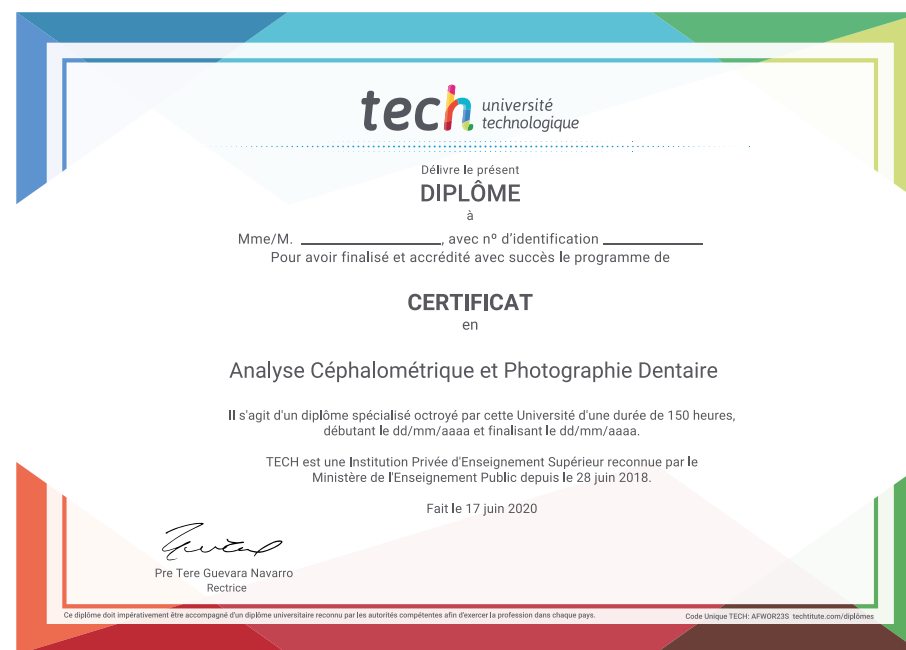 tech université
technologique
Délivre le présent
DIPLÔME
à
Mme/M. ____________________, avec nº d'identification ______________
Pour avoir finalisé et accrédité avec succès le programme de
CERTIFICAT
en
Analyse Céphalométrique et Photographie Dentaire
Il s'agit d'un diplôme spécialisé octroyé par cette Université d'une durée de 150 heures,
débutant le dd/mm/aaaa et finalisant le dd/mm/aaaa.
TECH est une Institution Privée d'Enseignement Supérieur reconnue par le
Ministère de l'Enseignement Public depuis le 28 juin 2018.
Fait le 17 juin 2020
Pre Tere Guevara Navarro
Rectrice
Ce diplôme doit impérativement être accompagné d'un diplôme universitaire reconnu par les autorités compétentes afin d'exercer la profession dans chaque pays.
Code Unique TECH: AFWOR23S techtitute.com/diplômes